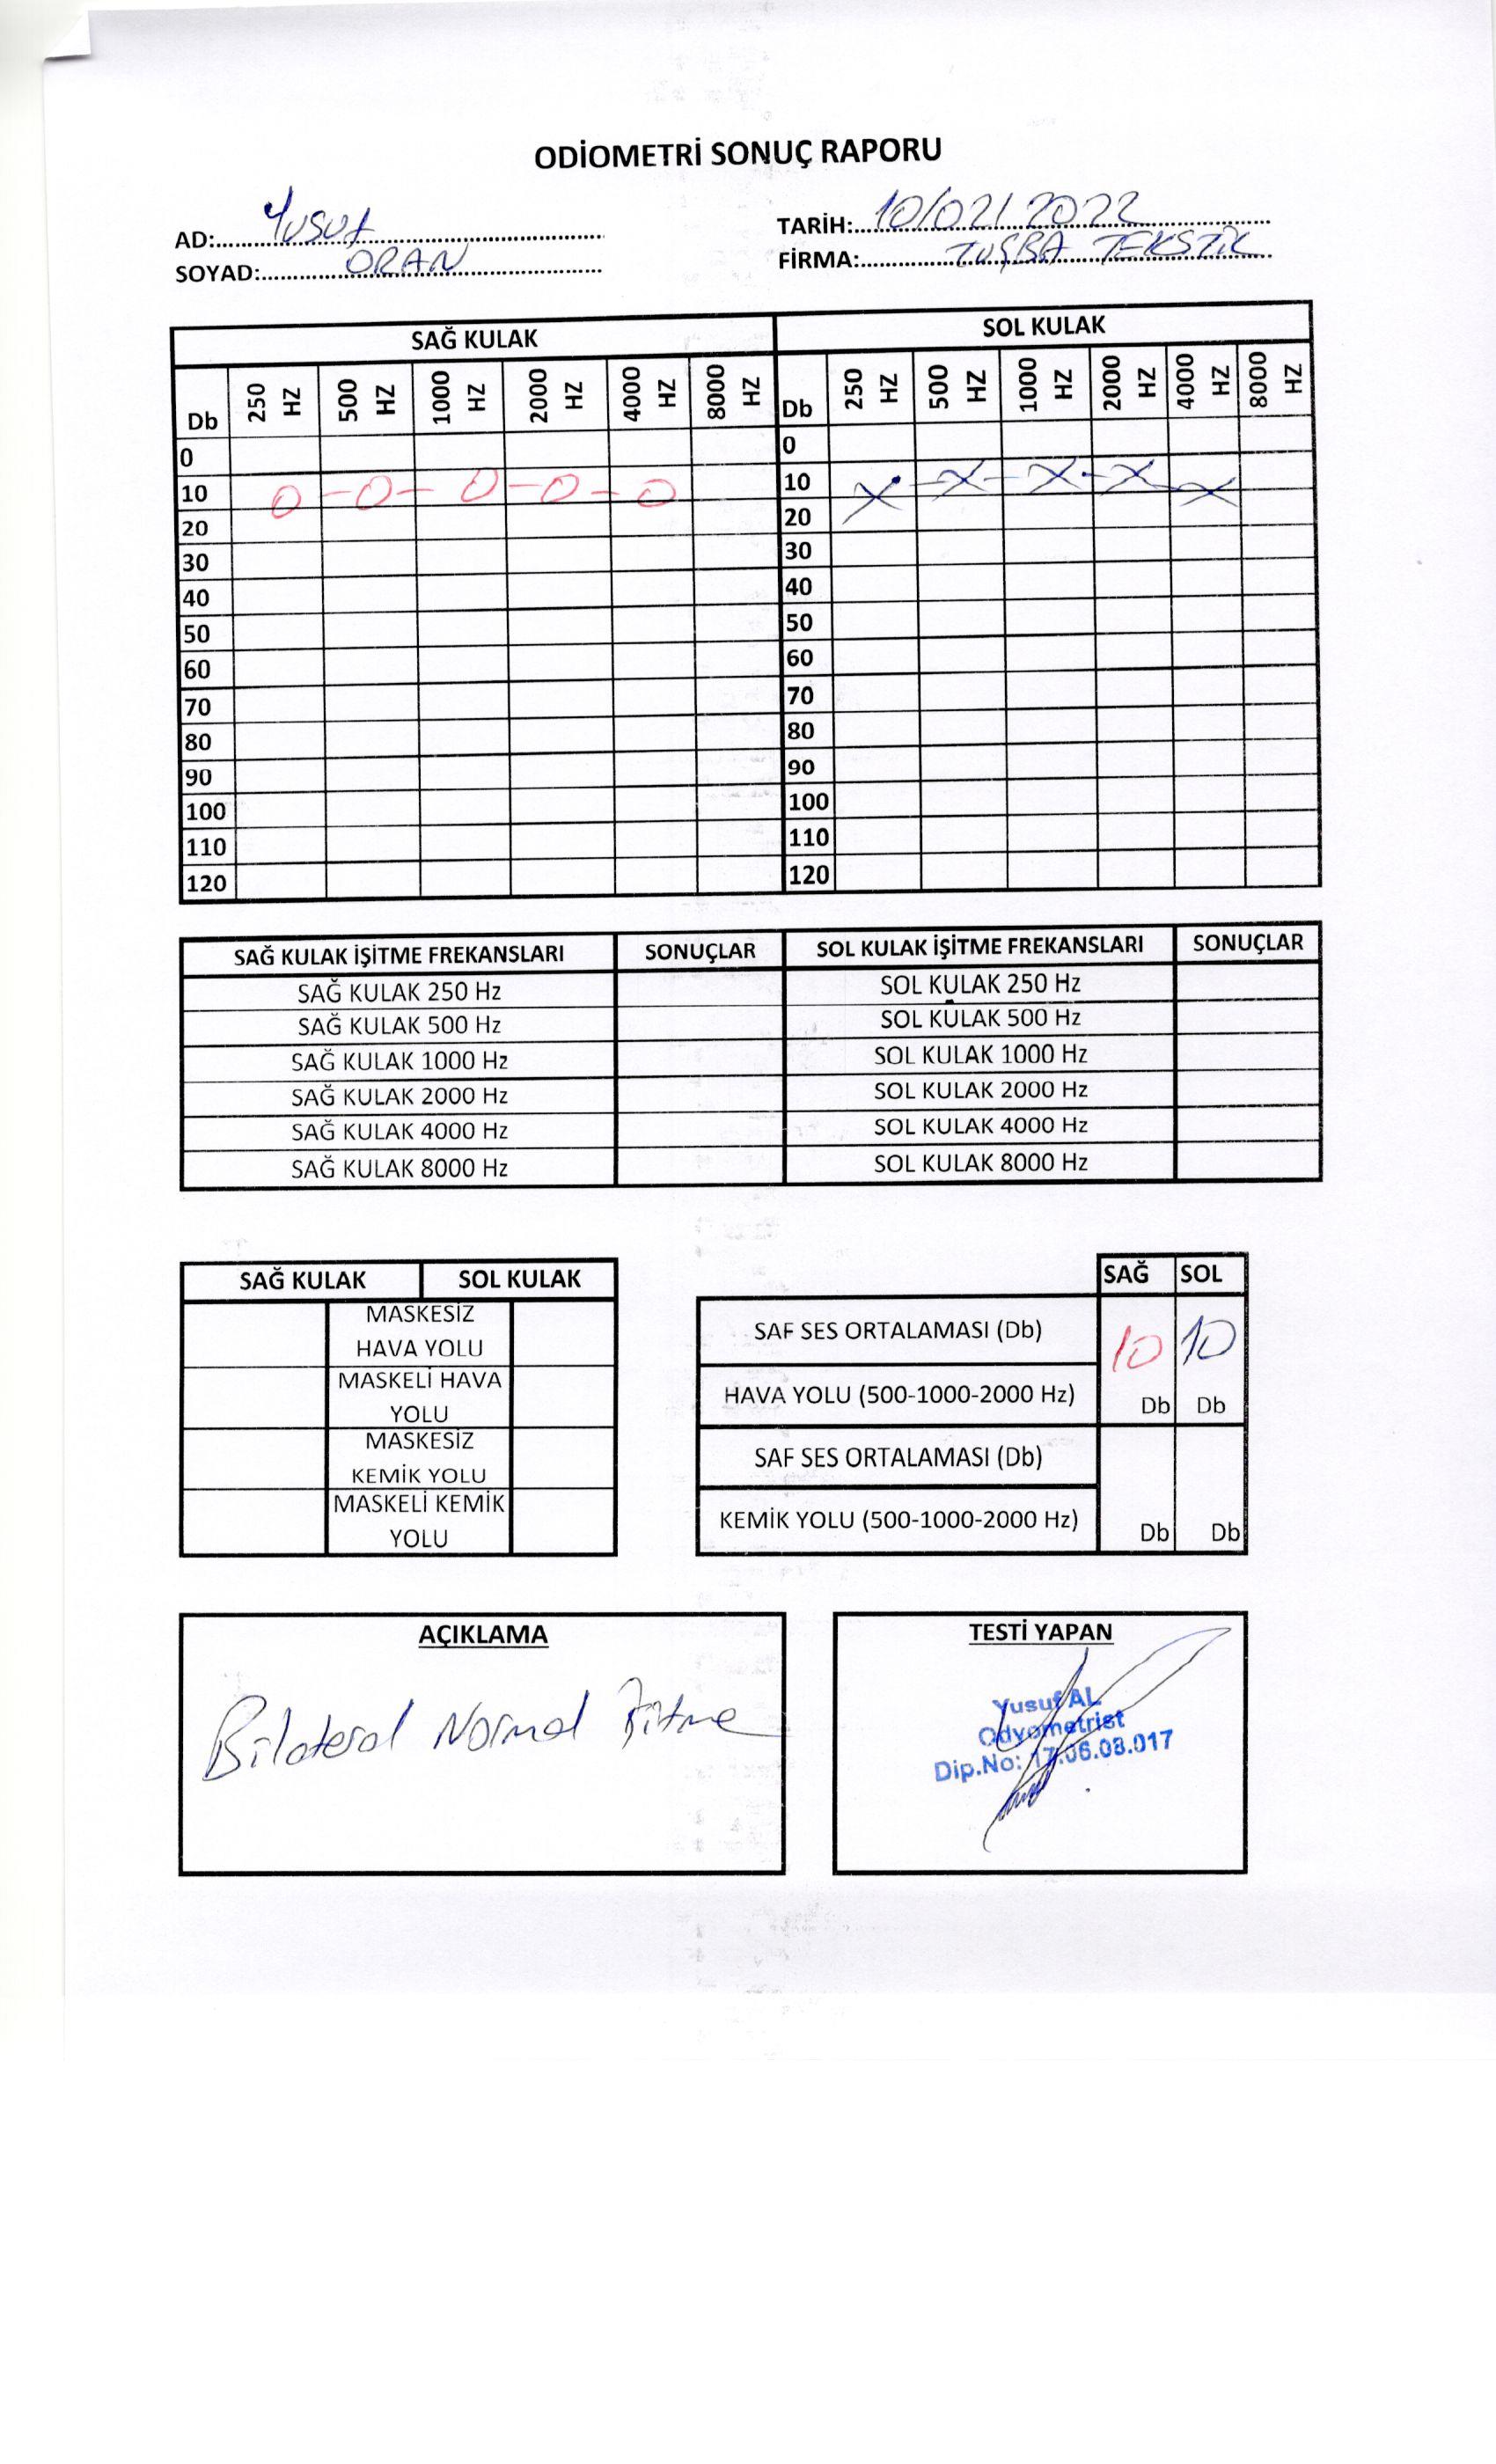 ODİOMETRİ SONUÇ RAPORU
AD: Yusuf TARİH: 10/02/2022
SOYAD: ORAN FİRMA: TUŞBA TEKSTİL
SAĞ KULAK SOL KULAK
Db 250 HZ 500 HZ 1000 HZ 2000 HZ 4000 HZ 8000 HZ Db 250 HZ 500 HZ 1000 HZ 2000 HZ 4000 HZ 8000 HZ
0 0
10 O-O-O-O-O 10 X-X-X-X-X
20 20
30 30
40 40
50 50
60 60
70 70
80 80
90 90
100 100
110 110
120 120
SAĞ KULAK İŞİTME FREKANSLARI SONUÇLAR SOL KULAK İŞİTME FREKANSLARI SONUÇLAR
SAĞ KULAK 250 Hz SOL KULAK 250 Hz
SAĞ KULAK 500 Hz SOL KULAK 500 Hz
SAĞ KULAK 1000 Hz SOL KULAK 1000 Hz
SAĞ KULAK 2000 Hz SOL KULAK 2000 Hz
SAĞ KULAK 4000 Hz SOL KULAK 4000 Hz
SAĞ KULAK 8000 Hz SOL KULAK 8000 Hz
SAĞ KULAK SOL KULAK
MASKESİZ
HAVA YOLU
MASKELİ HAVA
YOLU
MASKESİZ
KEMİK YOLU
MASKELİ KEMİK
YOLU
SAĞ SOL
SAF SES ORTALAMASI (Db) 10 10
HAVA YOLU (500-1000-2000 Hz) Db Db
SAF SES ORTALAMASI (Db)
KEMİK YOLU (500-1000-2000 Hz) Db Db
AÇIKLAMA
Bilateral Normal İşitme
TESTİ YAPAN
Yusuf AL
Odyometrist
Dip.No: 17.06.08.017